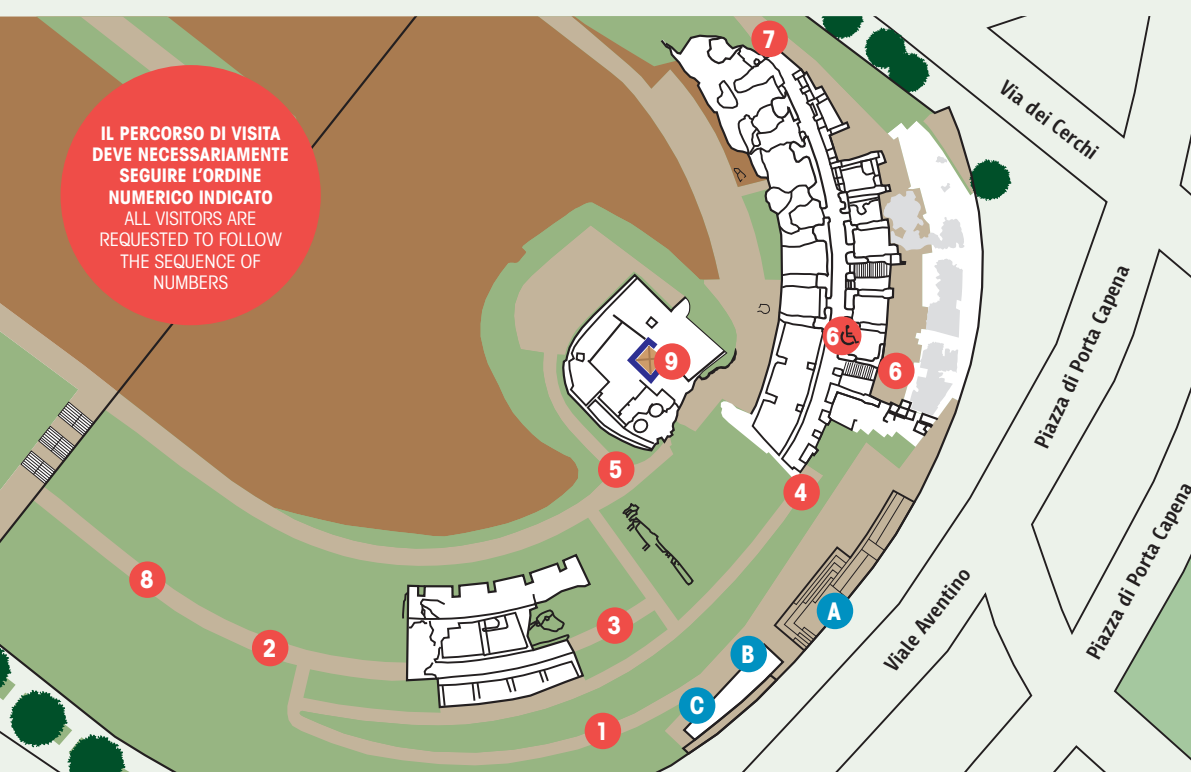 IL PERCORSO DI VISITA
DEVE NECESSARIAMENTE
SEGUIRE L'ORDINE
NUMERICO INDICATO
ALL VISITORS ARE
REQUESTED TO FOLLOW
THE SEQUENCE OF
NUMBERS
7
Via dei Cerchi
Piazza di Porta Capena
6
9
6
5
4
Piazza di Porta Capena
8
A
Viale Aventino
3
2
B
C
1